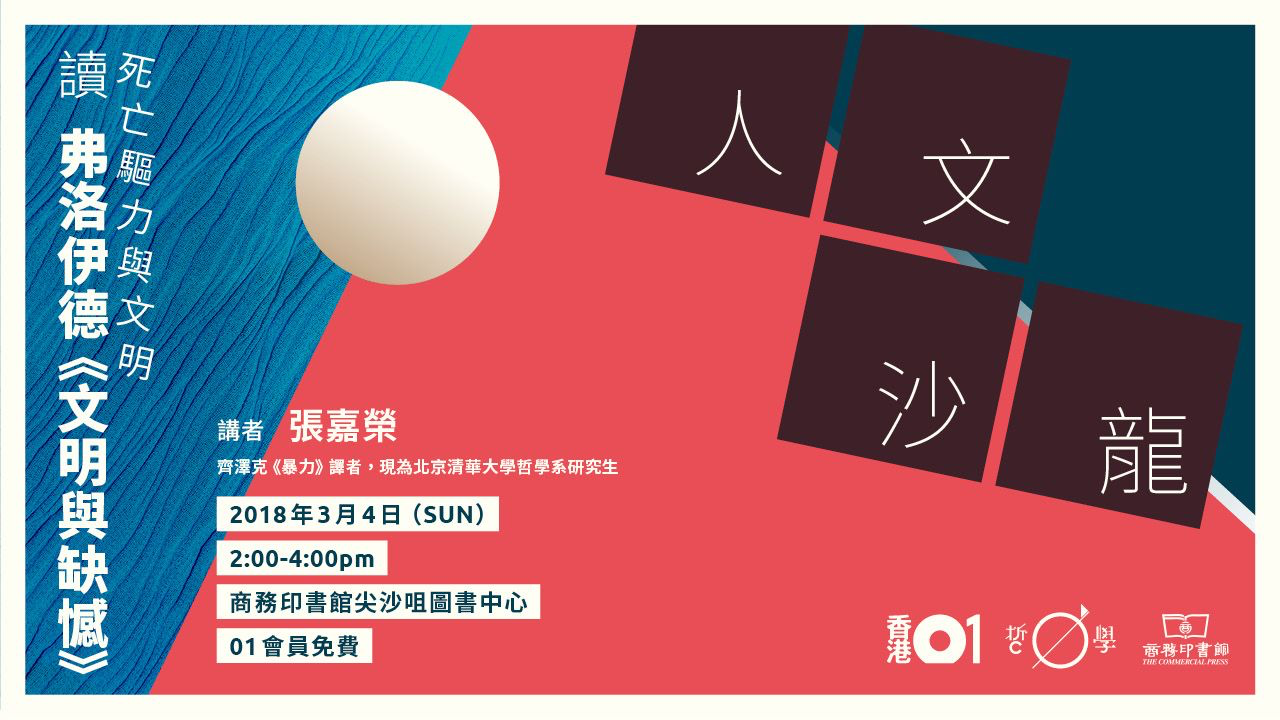 死亡驅力與文明
讀 弗洛伊德《文明與缺憾》
人文
沙龍
講者 張嘉榮
齊澤克《暴力》譯者，現為北京清華大學哲學系研究生
2018年3月4日（SUN）
2:00-4:00pm
商務印書館尖沙咀圖書中心
01會員免費
香港01
哲學
商務印書館
THE COMMERCIAL PRESS